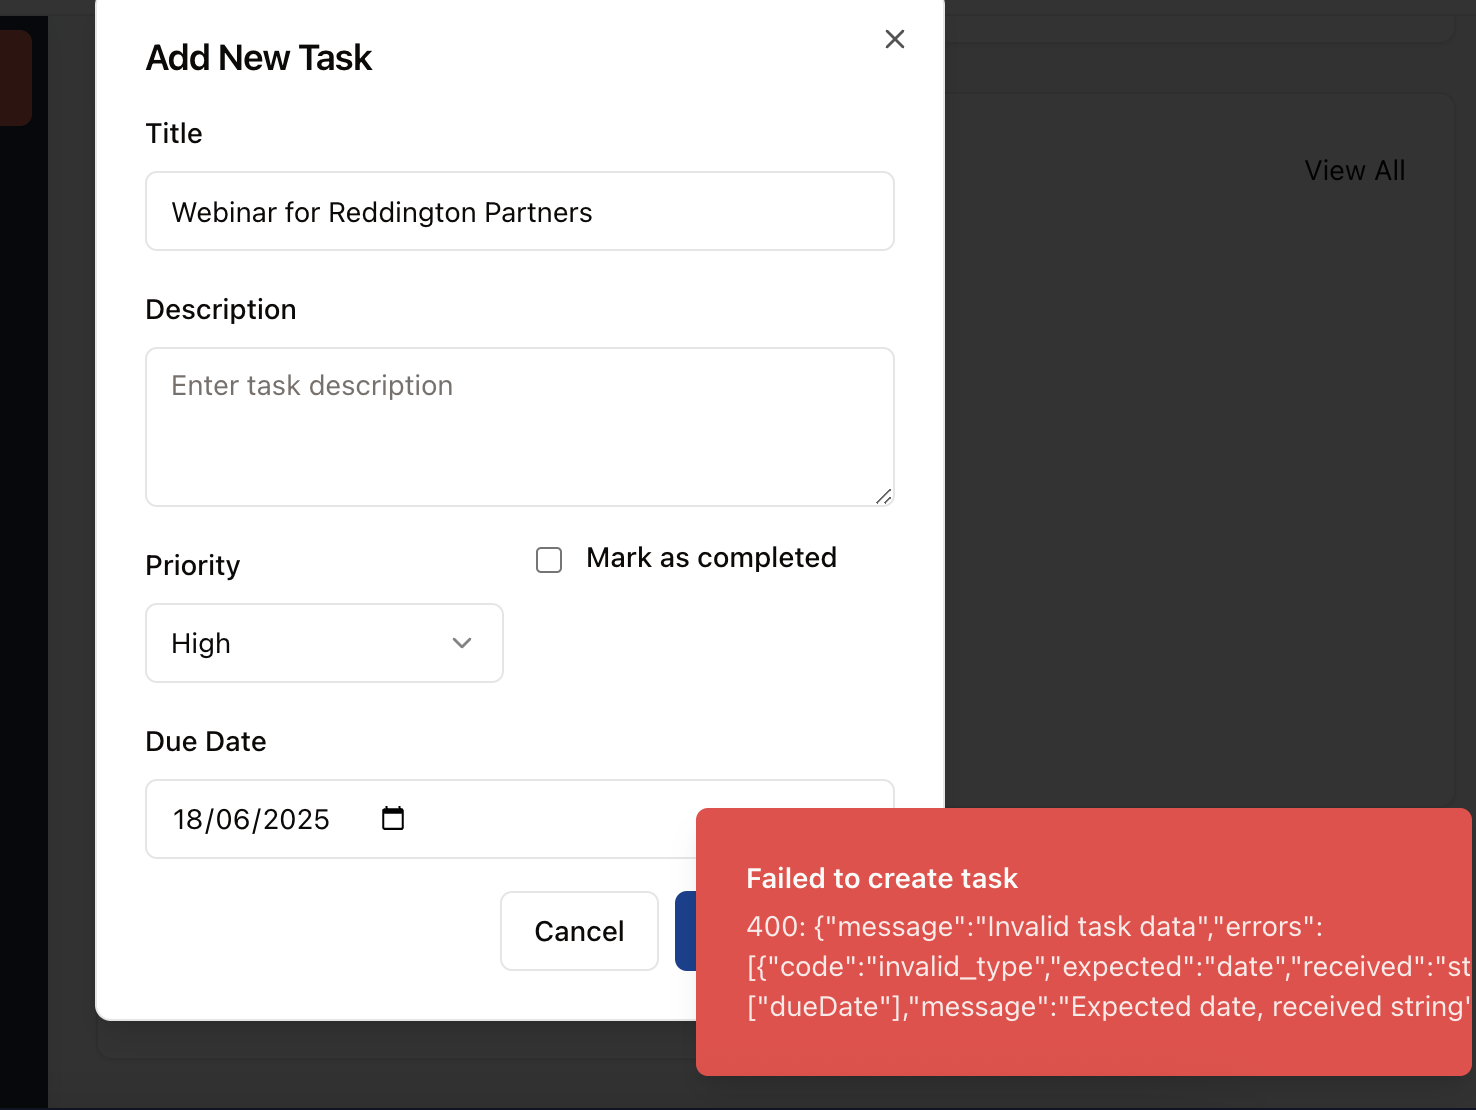 Add New Task
Title
View All
Webinar for Reddington Partners
Description
Enter task description
Priority
Mark as completed
High
Due Date
18/06/2025
Cancel
Failed to create task
400: {"message":"Invalid task data","errors":
[{"code":"invalid_type","expected":"date","received":"st
["dueDate"],"message":"Expected date, received string"